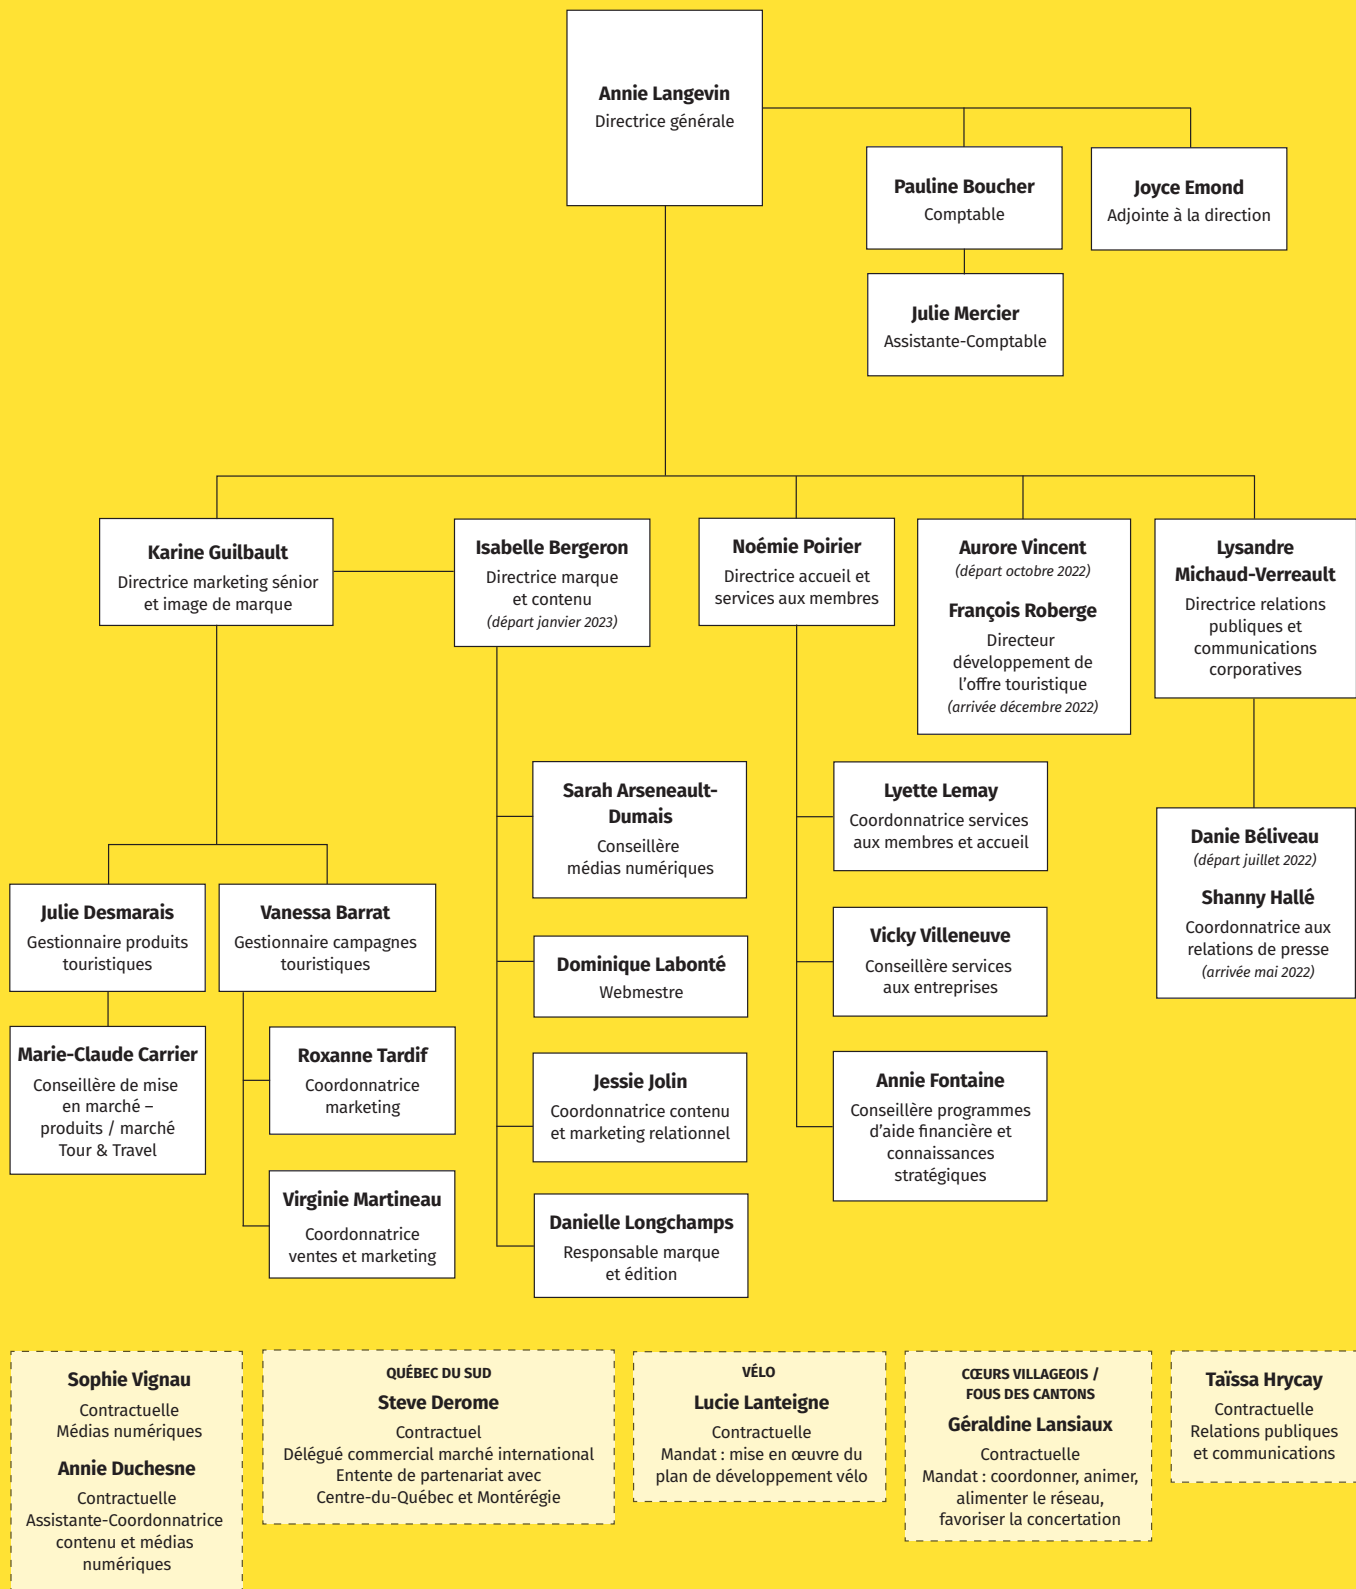 Annie Langevin
Directrice générale
Pauline Boucher
Comptable
Joyce Emond
Adjointe à la direction
Julie Mercier
Assistante-Comptable
Karine Guilbault
Directrice marketing sénior
et image de marque
Isabelle Bergeron
Directrice marque
et contenu
(départ janvier 2023)
Noémie Poirier
Directrice accueil et
services aux membres
Aurore Vincent
(départ octobre 2022)
François Roberge
Directeur
développement de
l'offre touristique
(arrivée décembre 2022)
Lysandre
Michaud-Verreault
Directrice relations
publiques et
communications
corporatives
Julie Desmarais
Gestionnaire produits
touristiques
Marie-Claude Carrier
Conseillère de mise
en marché –
produits / marché
Tour & Travel
Vanessa Barrat
Gestionnaire campagnes
touristiques
Roxanne Tardif
Coordonnatrice
marketing
Virginie Martineau
Coordonnatrice
ventes et marketing
Sarah Arseneault-
Dumais
Conseillère
médias numériques
Dominique Labonté
Webmestre
Jessie Jolin
Coordonnatrice contenu
et marketing relationnel
Danielle Longchamps
Responsable marque
et édition
Lyette Lemay
Coordonnatrice services
aux membres et accueil
Vicky Villeneuve
Conseillère services
aux entreprises
Annie Fontaine
Conseillère programmes
d'aide financière et
connaissances
stratégiques
Danie Béliveau
(départ juillet 2022)
Shanny Hallé
Coordonnatrice aux
relations de presse
(arrivée mai 2022)
Sophie Vignau
Contractuelle
Médias numériques
Annie Duchesne
Contractuelle
Assistante-Coordonnatrice
contenu et médias
numériques
QUÉBEC DU SUD
Steve Derome
Contractuel
Délégué commercial marché international
Entente de partenariat avec
Centre-du-Québec et Montérégie
VÉLO
Lucie Lanteigne
Contractuelle
Mandat : mise en œuvre du
plan de développement vélo
CŒURS VILLAGEOIS /
FOUS DES CANTONS
Géraldine Lansiaux
Contractuelle
Mandat : coordonner, animer,
alimenter le réseau,
favoriser la concertation
Taïssa Hrycay
Contractuelle
Relations publiques
et communications